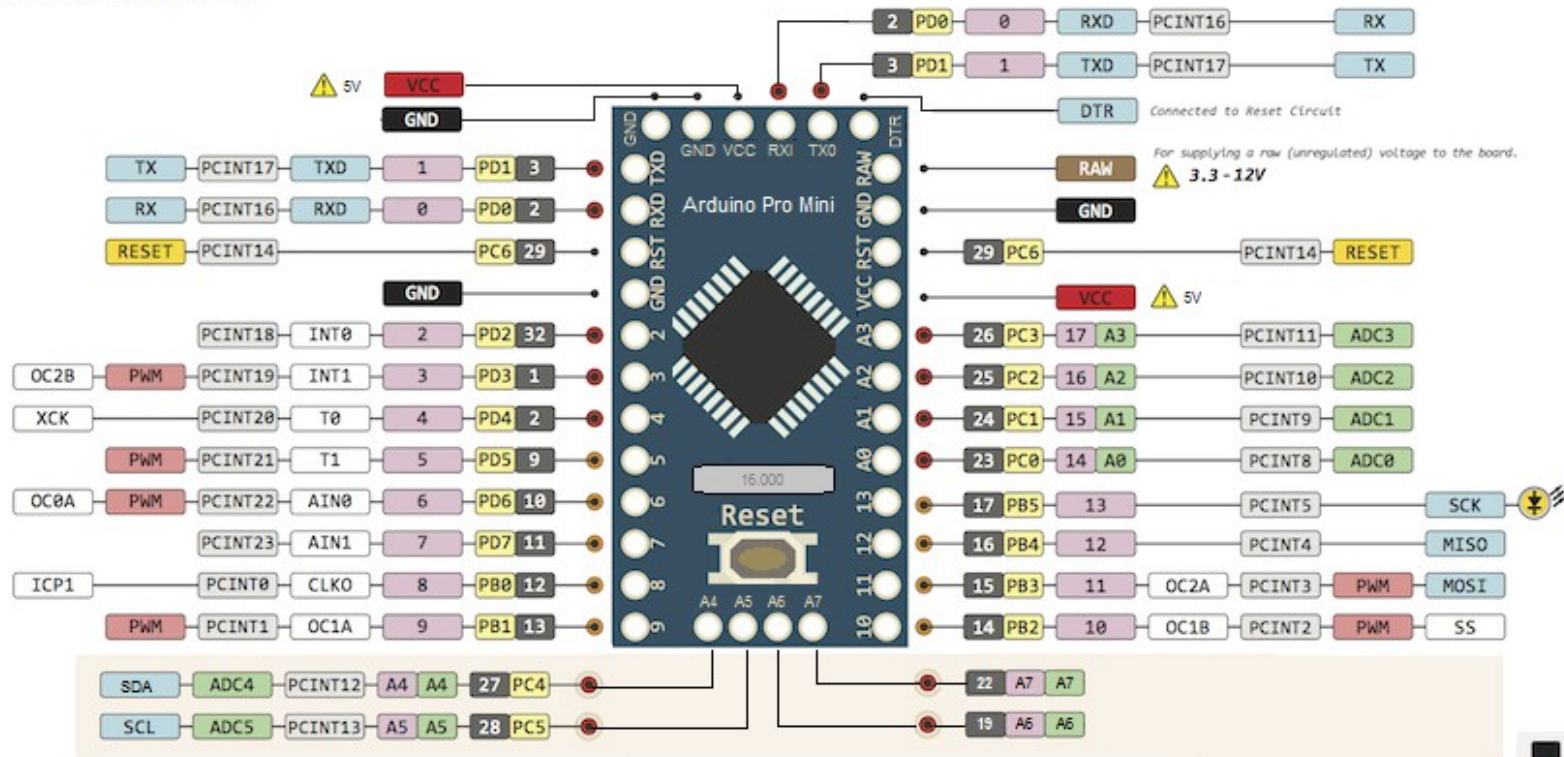 2 PD0 0 RXD PCINT16 RX
3 PD1 1 TXD PCINT17 TX
5V VCC
GND
DTR Connected to Reset Circuit
GND GND VCC RXI TX0 DTR
TX PCINT17 TXD 1 PD1 3 TXD
RAW RAW For supplying a raw (unregulated) voltage to the board.
3.3 - 12V
RX PCINT16 RXD 0 PD0 2 RXD Arduino Pro Mini GND GND
RESET PCINT14 PC6 29 RST RST 29 PC6 PCINT14 RESET
GND GND VCC VCC 5V
PCINT18 INT0 2 PD2 32 2 A3 26 PC3 17 A3 PCINT11 ADC3
OC2B PWM PCINT19 INT1 3 PD3 1 3 A2 25 PC2 16 A2 PCINT10 ADC2
XCK PCINT20 T0 4 PD4 2 4 A1 24 PC1 15 A1 PCINT9 ADC1
PWM PCINT21 T1 5 PD5 9 5 16.000 A0 23 PC0 14 A0 PCINT8 ADC0
OC0A PWM PCINT22 AIN0 6 PD6 10 6 Reset 13 17 PB5 13 PCINT5 SCK
PCINT23 AIN1 7 PD7 11 7 12 16 PB4 12 PCINT4 MISO
ICP1 PCINT0 CLKO 8 PB0 12 8 11 15 PB3 11 OC2A PCINT3 PWM MOSI
A4 A5 A6 A7
PWM PCINT1 OC1A 9 PB1 13 9 10 14 PB2 10 OC1B PCINT2 PWM SS
SDA ADC4 PCINT12 A4 A4 27 PC4 22 A7 A7
SCL ADC5 PCINT13 A5 A5 28 PC5 19 A6 A6